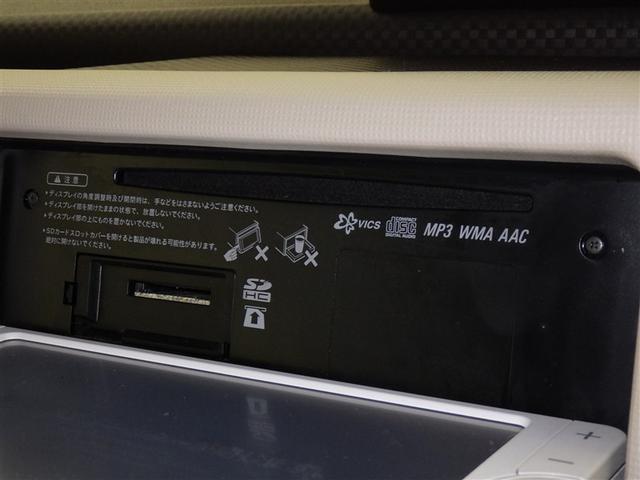 ⚠ 注意
*ディスプレイの角度調整時及び開閉時は、手などをはさまないようご注意ください。
*ディスプレイ部を開けたままの状態で、放置しないでください。
*ディスプレイ部の上にものを置かないでください。
*SDカードスロットカバーを開けると製品が壊れる可能性があります。
絶対に開けないでください。
VICS COMPACT disc DIGITAL AUDIO MP3 WMA AAC
SD HC
+